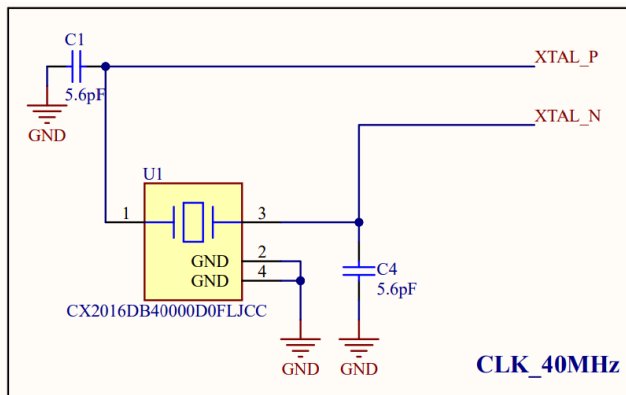 C1
5.6pF
GND
XTAL_P
XTAL_N
U1
1
3
GND 2
GND 4
CX2016DB40000D0FLJCC
C4
5.6pF
GND
GND
CLK_40MHz